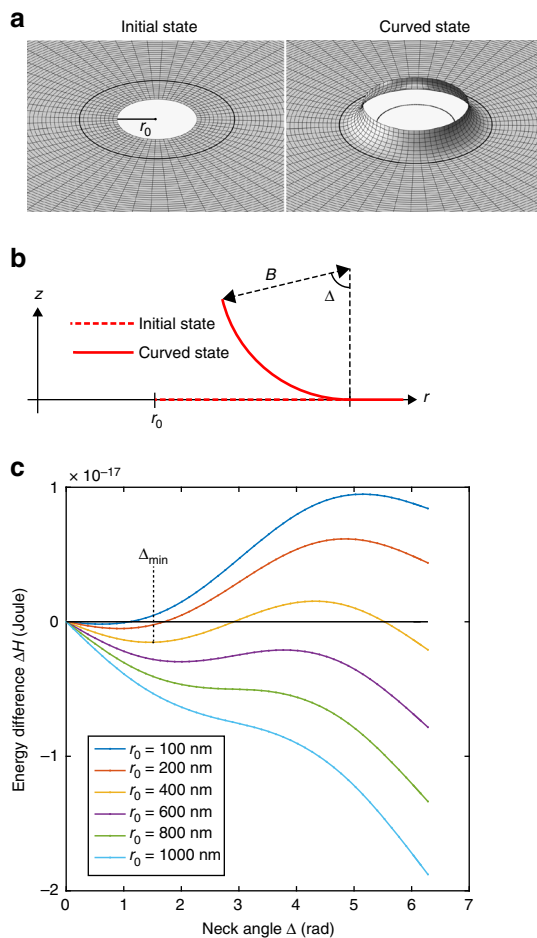 a
Initial state
Curved state
r0
b
z
B
Δ
Initial state
Curved state
r
r0
c
× 10−17
1
Δmin
0
Energy difference ΔH (Joule)
−1
r0 = 100 nm
r0 = 200 nm
r0 = 400 nm
r0 = 600 nm
r0 = 800 nm
r0 = 1000 nm
−2
0 1 2 3 4 5 6 7
Neck angle Δ (rad)